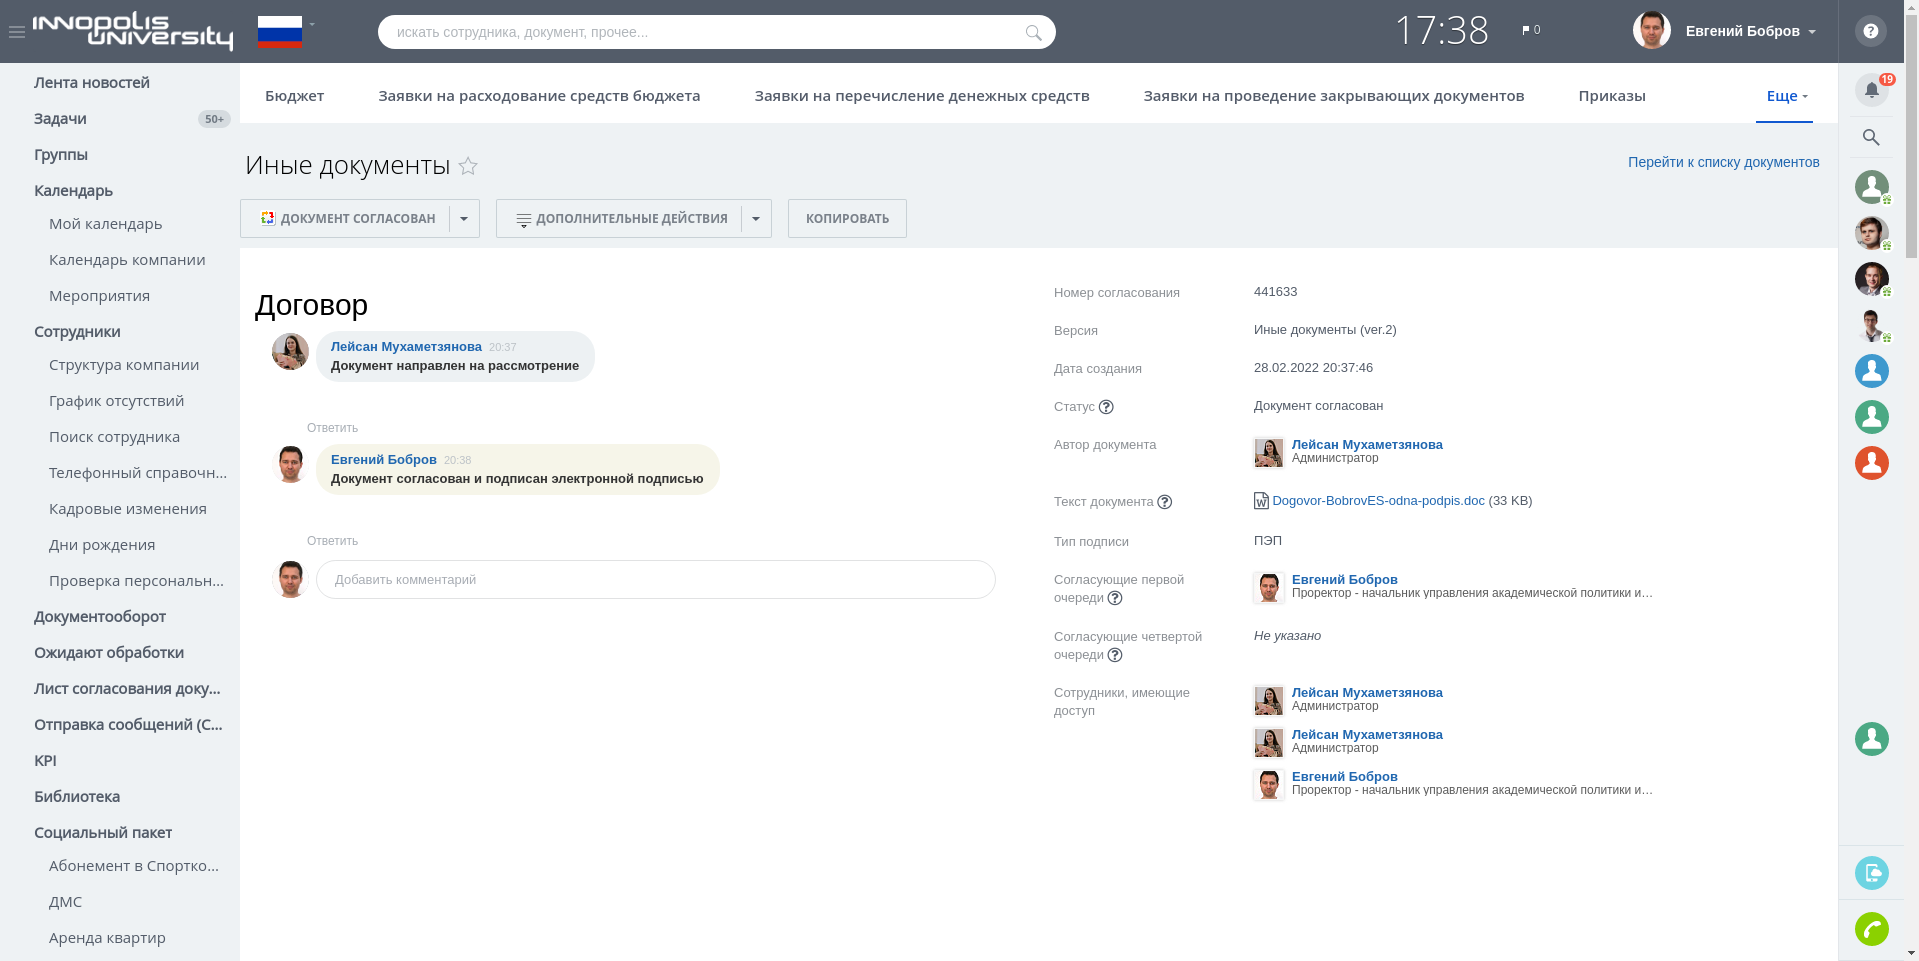 INNOPOLIS
UNIVERSITY
искать сотрудника, документ, прочее...
17:38
0
Евгений Бобров
?
Лента новостей
Задачи
50+
Группы
Календарь
Мой календарь
Календарь компании
Мероприятия
Сотрудники
Структура компании
График отсутствий
Поиск сотрудника
Телефонный справочн...
Кадровые изменения
Дни рождения
Проверка персональн...
Документооборот
Ожидают обработки
Лист согласования доку...
Отправка сообщений (С...
KPI
Библиотека
Социальный пакет
Абонемент в Спортко...
ДМС
Аренда квартир
Бюджет
Заявки на расходование средств бюджета
Заявки на перечисление денежных средств
Заявки на проведение закрывающих документов
Приказы
Еще
19
Иные документы
Перейти к списку документов
ДОКУМЕНТ СОГЛАСОВАН
ДОПОЛНИТЕЛЬНЫЕ ДЕЙСТВИЯ
КОПИРОВАТЬ
Договор
Лейсан Мухаметзянова 20:37
Документ направлен на рассмотрение
Ответить
Евгений Бобров 20:38
Документ согласован и подписан электронной подписью
Ответить
Добавить комментарий
Номер согласования
441633
Версия
Иные документы (ver.2)
Дата создания
28.02.2022 20:37:46
Статус ?
Документ согласован
Автор документа
Лейсан Мухаметзянова
Администратор
Текст документа ?
W Dogovor-BobrovES-odna-podpis.doc (33 KB)
Тип подписи
ПЭП
Согласующие первой
очереди ?
Евгений Бобров
Проректор - начальник управления академической политики и…
Согласующие четвертой
очереди ?
Не указано
Сотрудники, имеющие
доступ
Лейсан Мухаметзянова
Администратор
Лейсан Мухаметзянова
Администратор
Евгений Бобров
Проректор - начальник управления академической политики и…